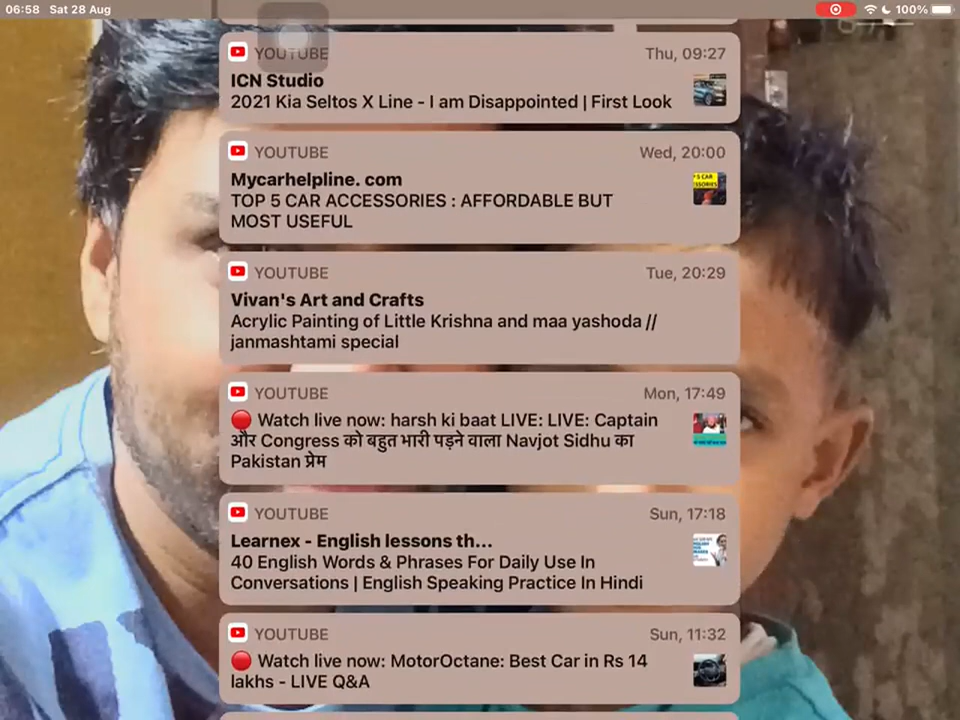 06:58 Sat 28 Aug 100%
YOUTUBE Thu, 09:27
ICN Studio
2021 Kia Seltos X Line - I am Disappointed | First Look
YOUTUBE Wed, 20:00
Mycarhelpline. com
TOP 5 CAR ACCESSORIES : AFFORDABLE BUT
MOST USEFUL
YOUTUBE Tue, 20:29
Vivan's Art and Crafts
Acrylic Painting of Little Krishna and maa yashoda //
janmashtami special
YOUTUBE Mon, 17:49
🔴 Watch live now: harsh ki baat LIVE: LIVE: Captain
और Congress को बहुत भारी पड़ने वाला Navjot Sidhu का
Pakistan प्रेम
YOUTUBE Sun, 17:18
Learnex - English lessons th...
40 English Words & Phrases For Daily Use In
Conversations | English Speaking Practice In Hindi
YOUTUBE Sun, 11:32
🔴 Watch live now: MotorOctane: Best Car in Rs 14
lakhs - LIVE Q&A